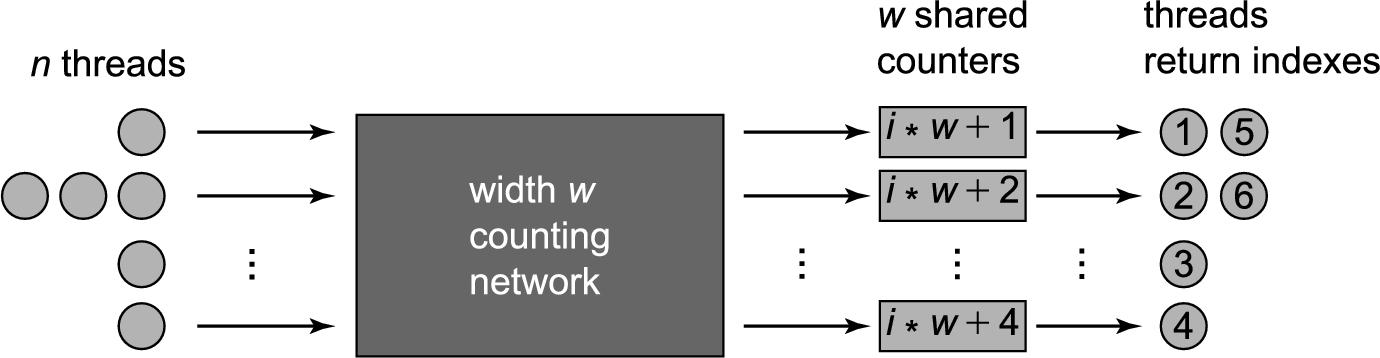 n threads
w shared
counters
threads
return indexes
width w
counting
network
i * w + 1
i * w + 2
i * w + 4
1 5
2 6
3
4